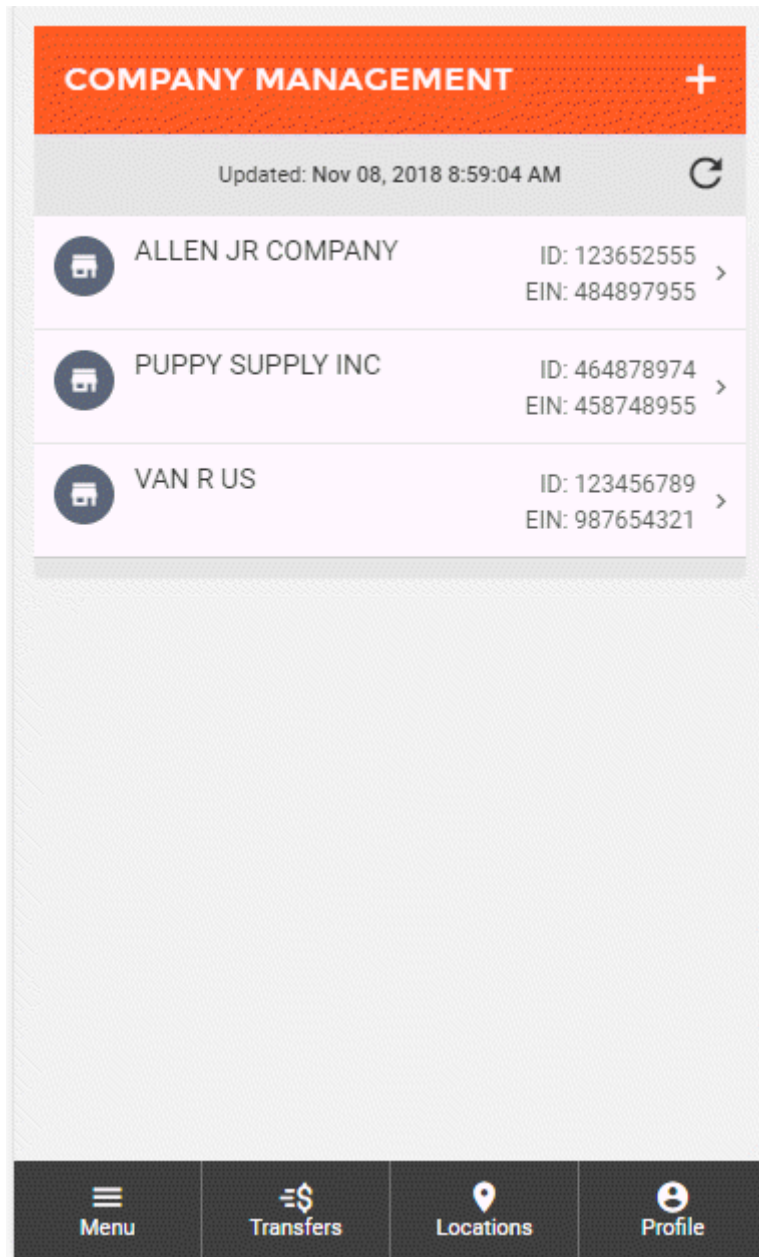 COMPANY MANAGEMENT +
Updated: Nov 08, 2018 8:59:04 AM
ALLEN JR COMPANY ID: 123652555
EIN: 484897955
PUPPY SUPPLY INC ID: 464878974
EIN: 458748955
VAN R US ID: 123456789
EIN: 987654321
Menu Transfers Locations Profile